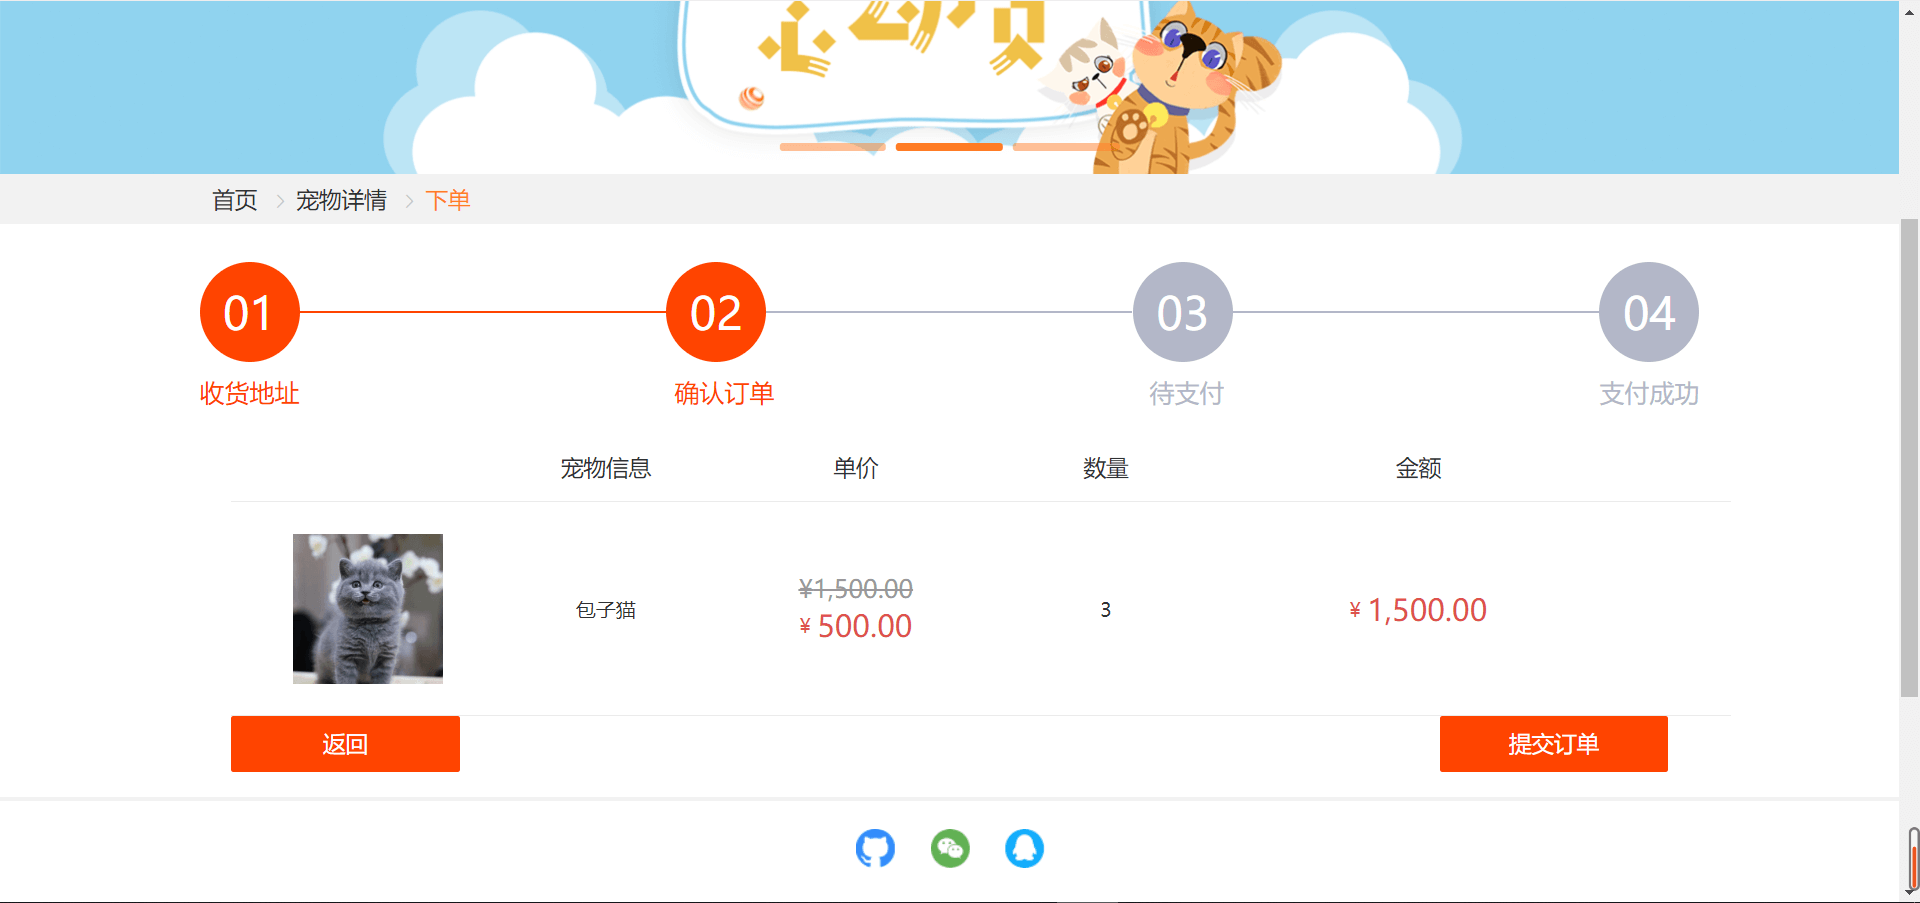 首页 > 宠物详情 > 下单
01 02 03 04
收货地址 确认订单 待支付 支付成功
宠物信息 单价 数量 金额
¥1,500.00
包子猫 ¥ 500.00 3 ¥ 1,500.00
返回 提交订单